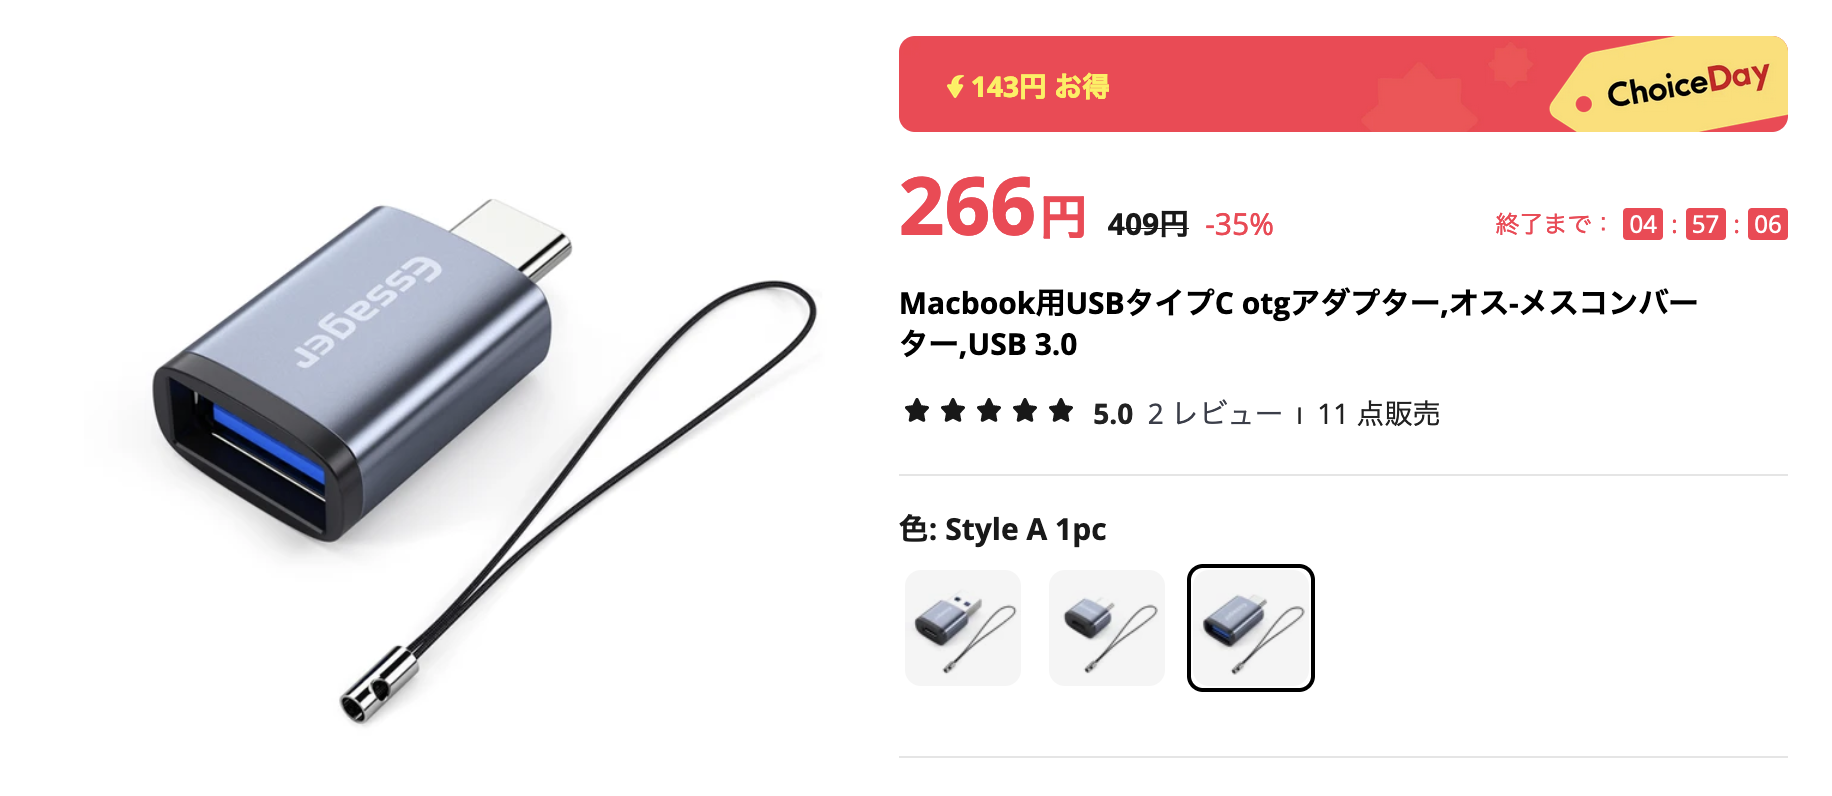 Essager
143円 お得
ChoiceDay
266円 409円 -35%
終了まで： 04 : 57 : 06
Macbook用USBタイプC otgアダプター,オス-メスコンバー
ター,USB 3.0
5.0 2 レビュー | 11 点販売
色: Style A 1pc